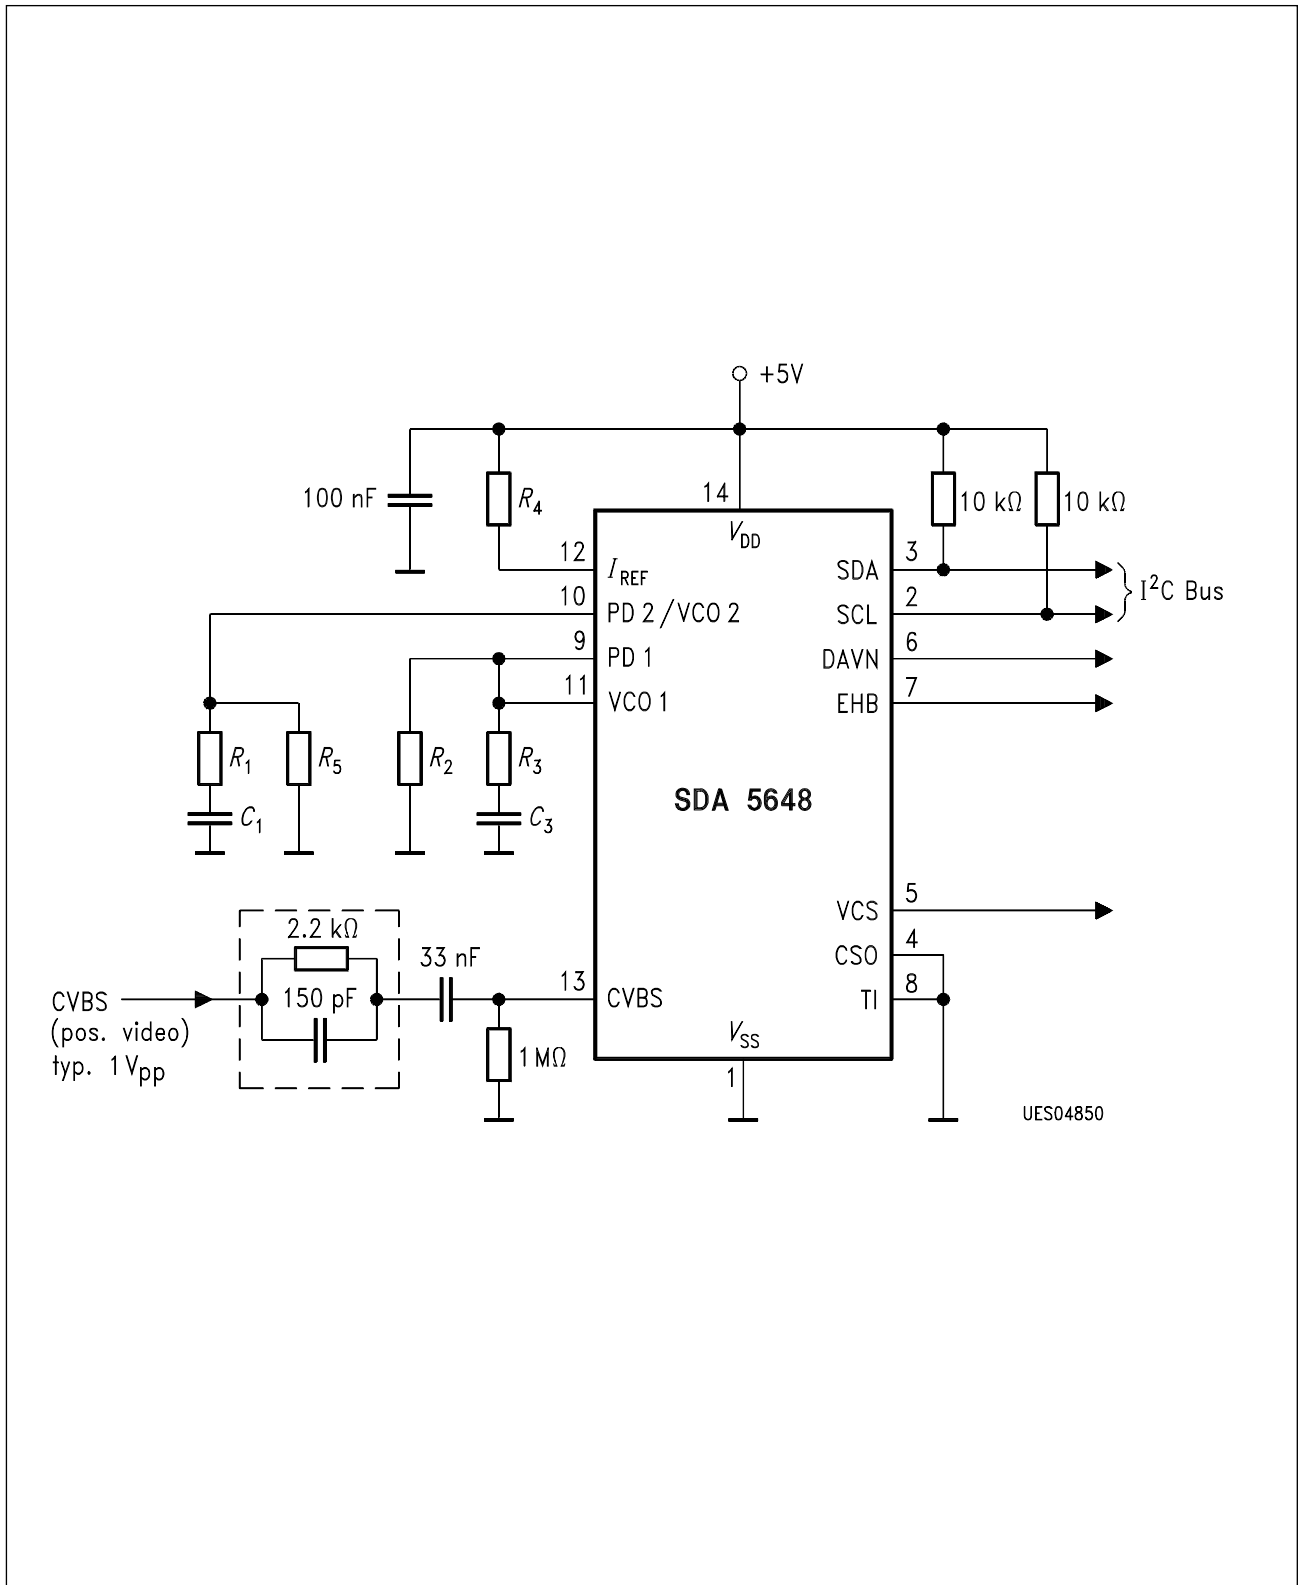 +5V
100 nF
R4
14
10 kΩ
10 kΩ
VDD
12
IREF
SDA
3
I²C Bus
10
PD 2/VCO 2
SCL
2
9
PD 1
DAVN
6
11
VCO 1
EHB
7
R1
R5
R2
R3
C1
C3
SDA 5648
VCS
5
2.2 kΩ
33 nF
CSO
4
CVBS
(pos. video)
typ. 1 Vpp
150 pF
13
CVBS
TI
8
1 MΩ
VSS
1
UES04850